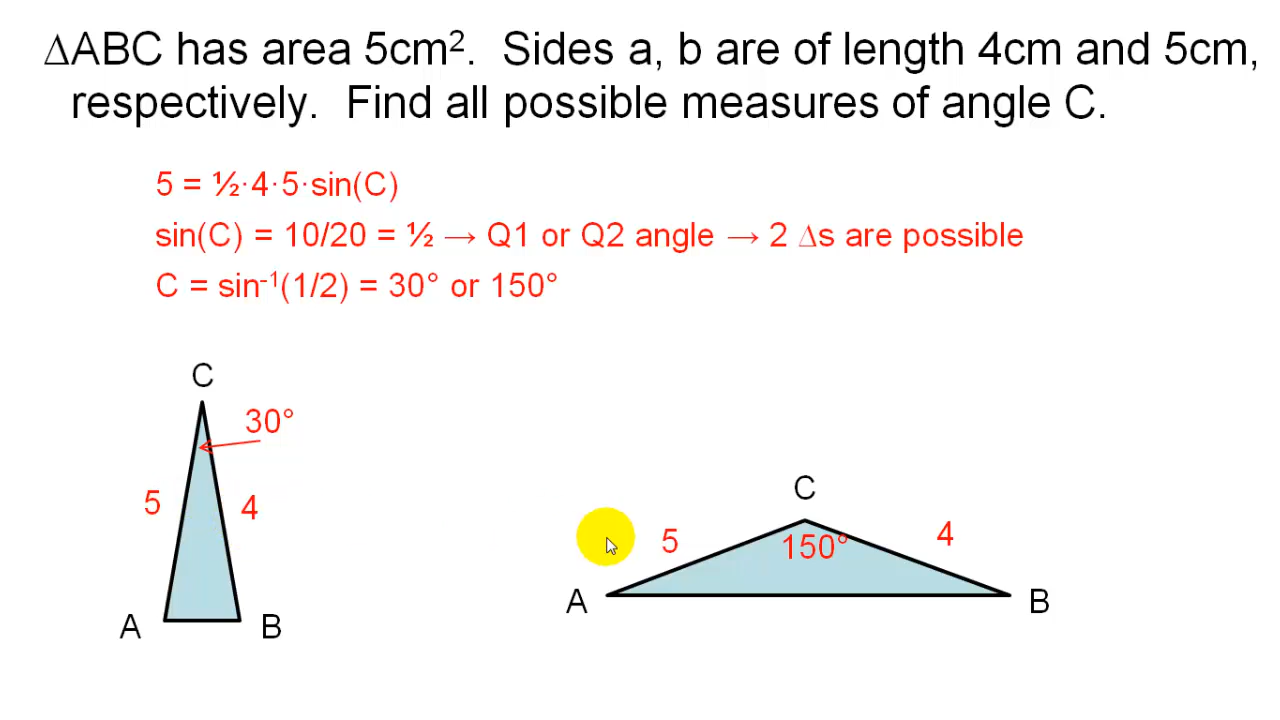 ∆ABC has area 5cm². Sides a, b are of length 4cm and 5cm,
respectively. Find all possible measures of angle C.
5 = ½·4·5·sin(C)
sin(C) = 10/20 = ½ → Q1 or Q2 angle → 2 ∆s are possible
C = sin⁻¹(1/2) = 30° or 150°
C
30°
5
4
A
B
C
5
150°
4
A
B